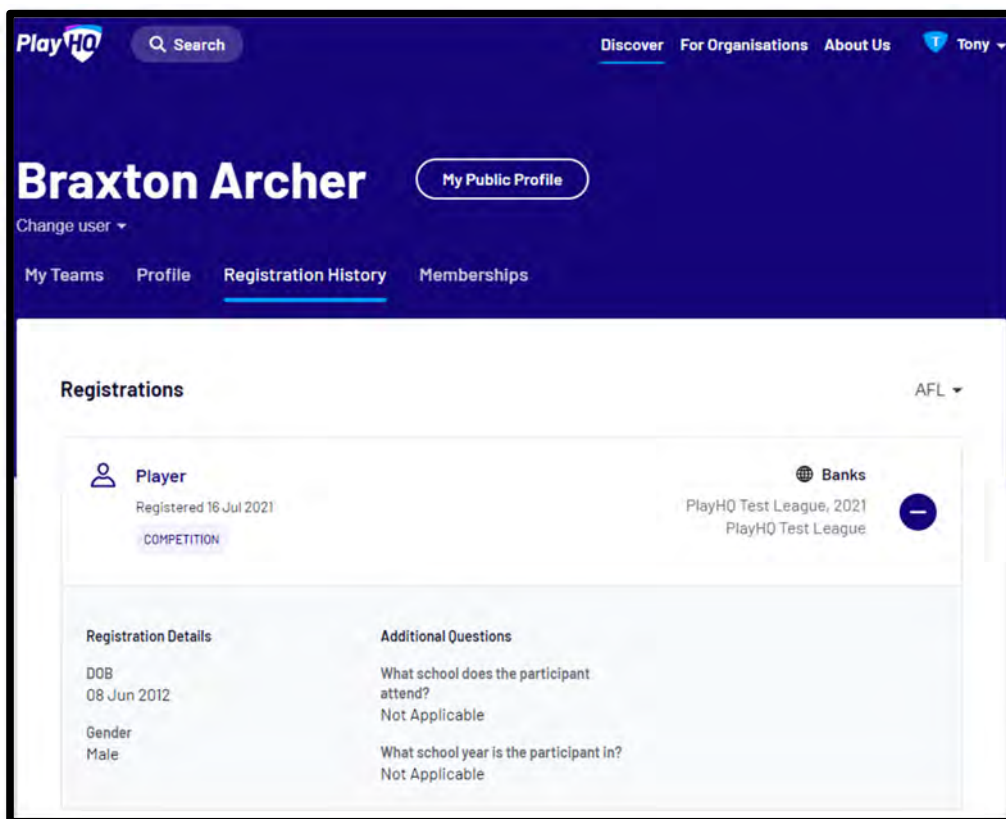 PlayHQ
Search
Discover For Organisations About Us
T Tony
Braxton Archer
My Public Profile
Change user
My Teams Profile Registration History Memberships
Registrations
AFL
Player
Banks
Registered 16 Jul 2021
PlayHQ Test League, 2021
PlayHQ Test League
COMPETITION
Registration Details
DOB
08 Jun 2012
Gender
Male
Additional Questions
What school does the participant
attend?
Not Applicable
What school year is the participant in?
Not Applicable